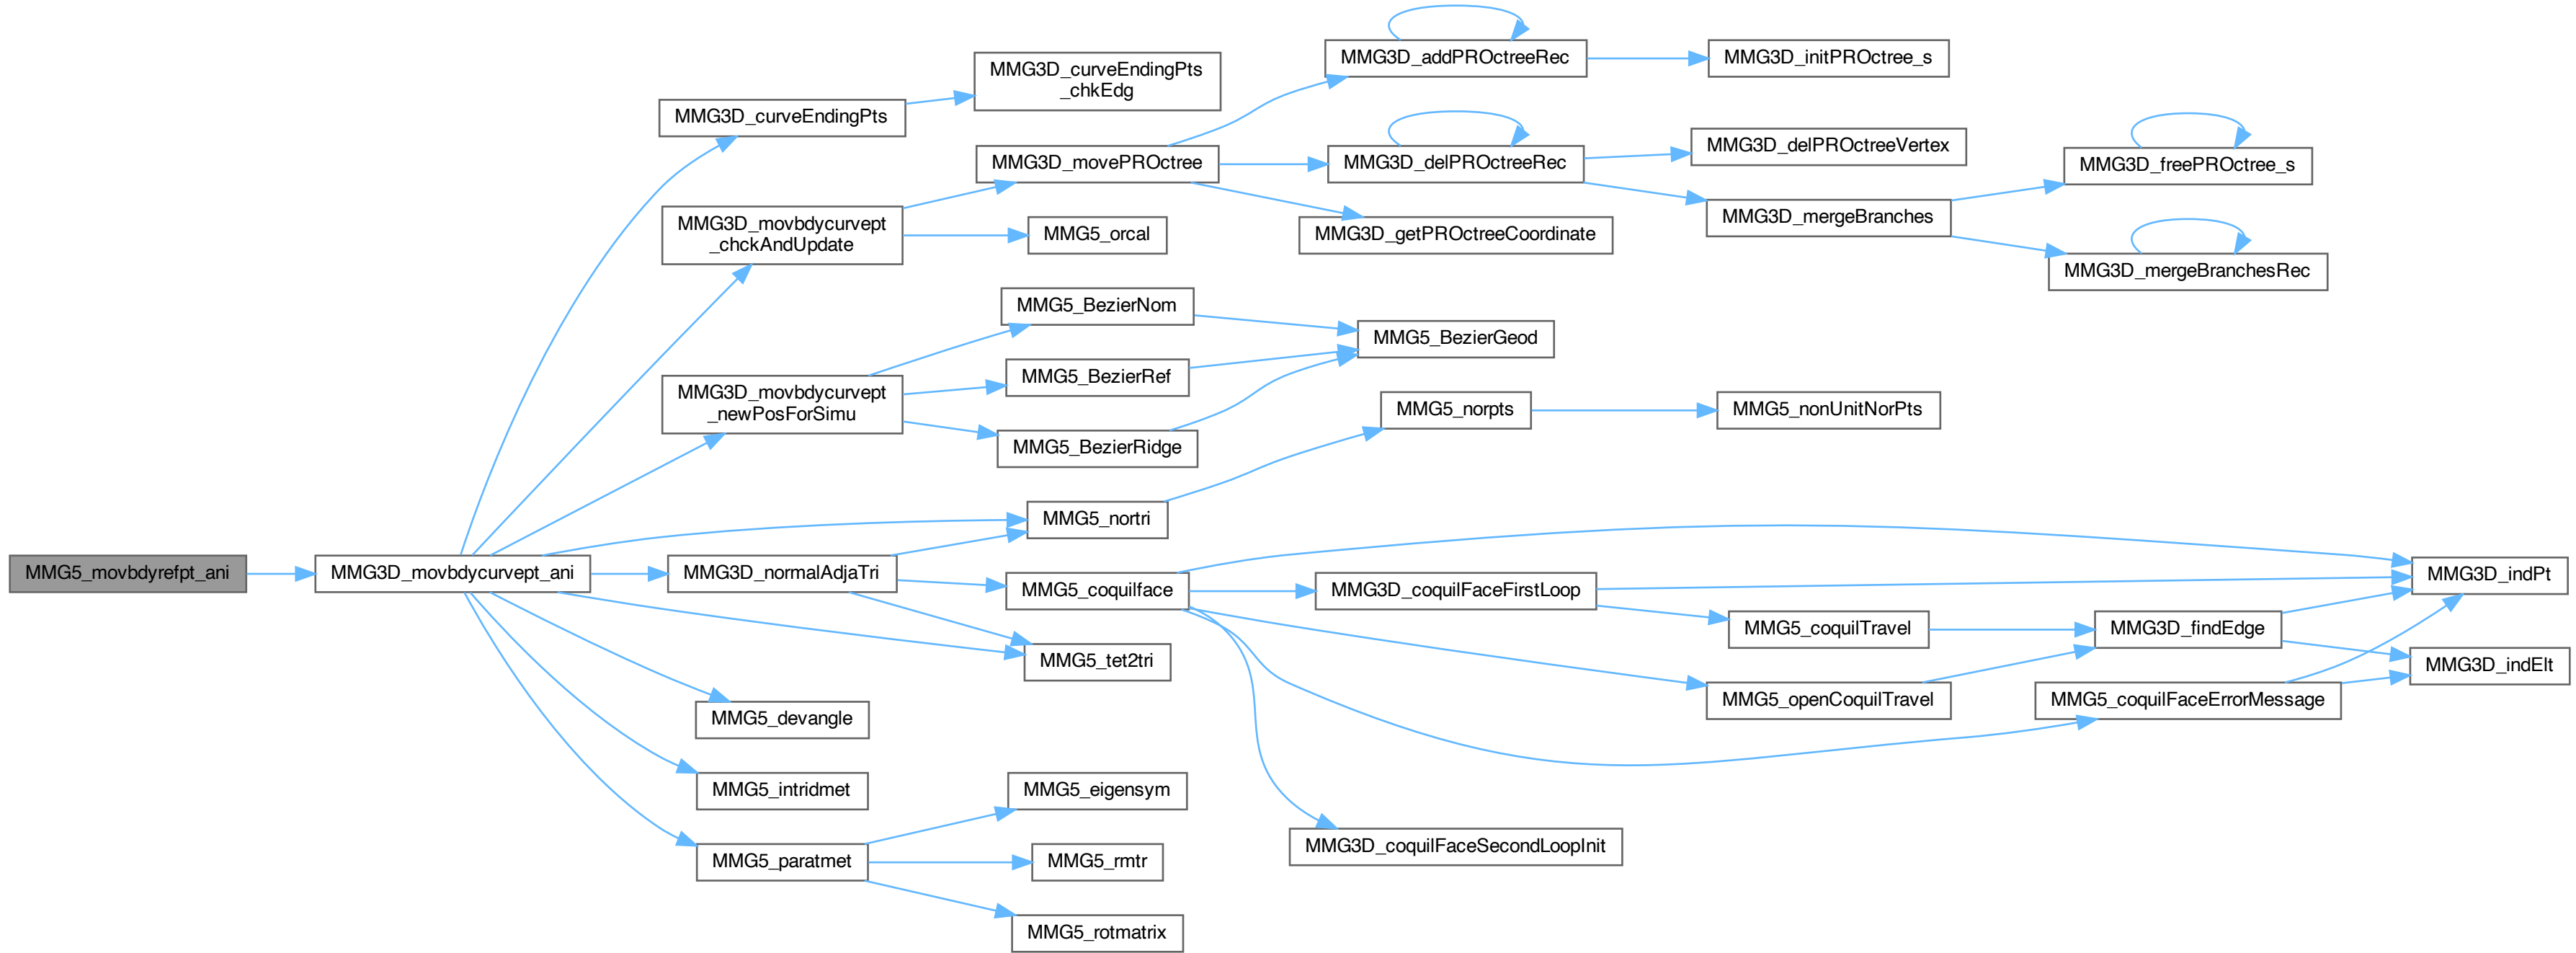 MMG5_movbdyrefpt_ani
MMG3D_movbdycurvept_ani
MMG3D_curveEndingPts
MMG3D_curveEndingPts
_chkEdg
MMG3D_movbdycurvept
_chckAndUpdate
MMG3D_movePROctree
MMG3D_addPROctreeRec
MMG3D_initPROctree_s
MMG3D_delPROctreeRec
MMG3D_delPROctreeVertex
MMG3D_mergeBranches
MMG3D_freePROctree_s
MMG3D_mergeBranchesRec
MMG3D_getPROctreeCoordinate
MMG5_orcal
MMG3D_movbdycurvept
_newPosForSimu
MMG5_BezierNom
MMG5_BezierRef
MMG5_BezierRidge
MMG5_BezierGeod
MMG5_nortri
MMG5_norpts
MMG5_nonUnitNorPts
MMG3D_normalAdjaTri
MMG5_coquilface
MMG3D_coquilFaceFirstLoop
MMG3D_indPt
MMG5_coquilTravel
MMG3D_findEdge
MMG3D_indElt
MMG5_openCoquilTravel
MMG5_coquilFaceErrorMessage
MMG3D_coquilFaceSecondLoopInit
MMG5_tet2tri
MMG5_devangle
MMG5_intridmet
MMG5_paratmet
MMG5_eigensym
MMG5_rmtr
MMG5_rotmatrix